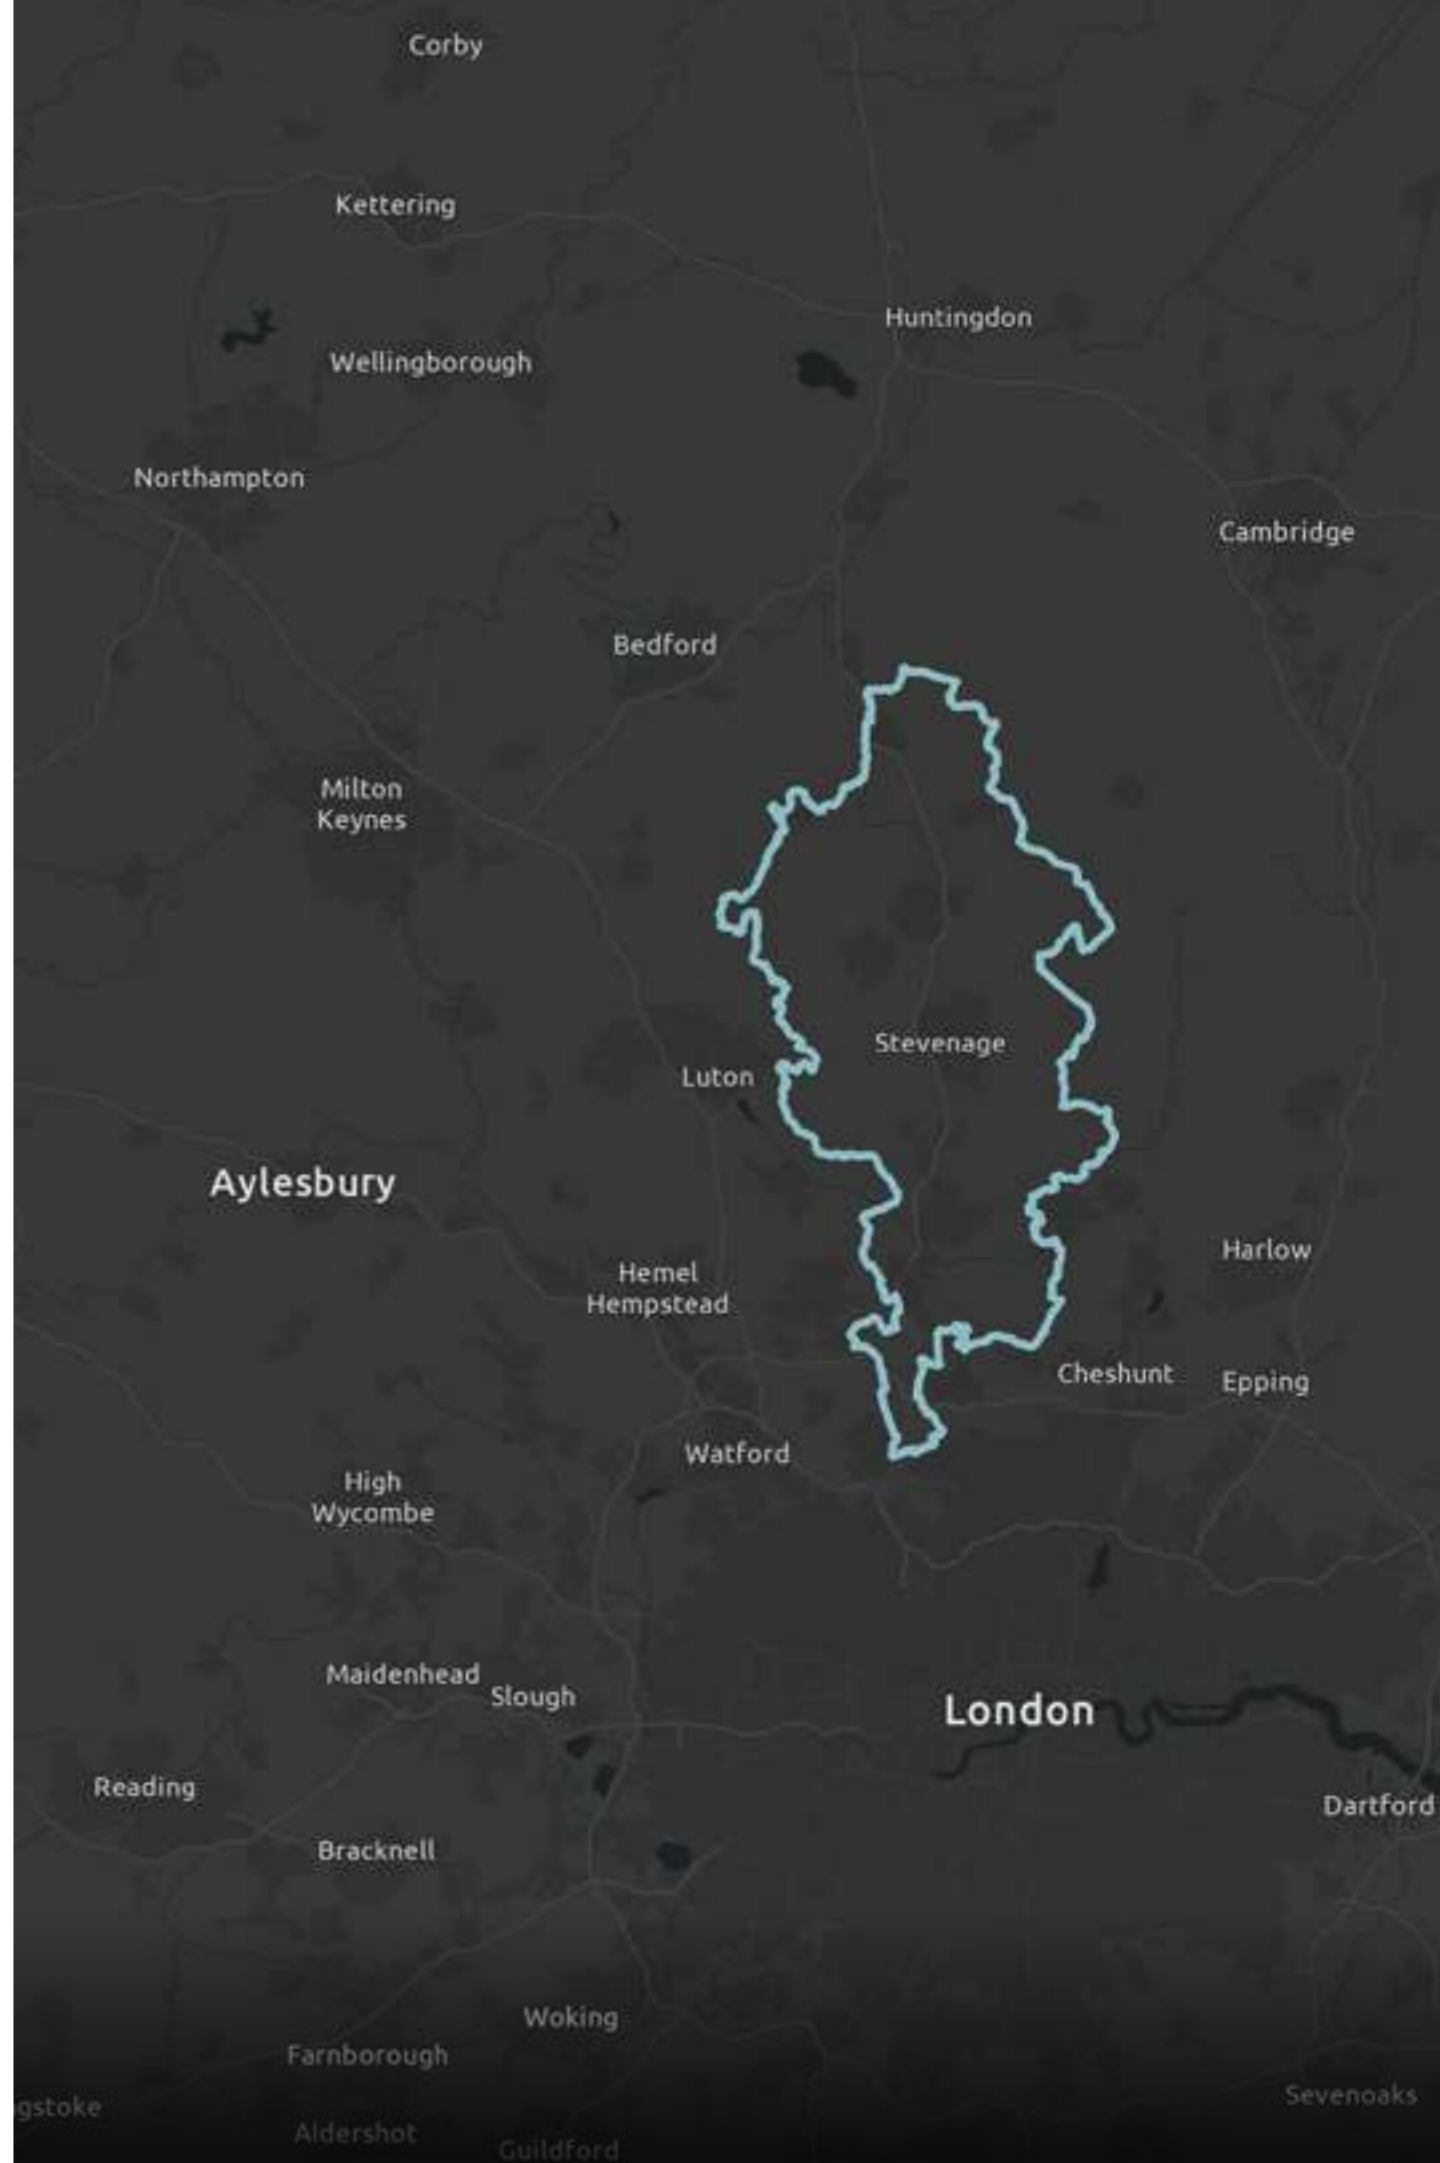 Corby
Kettering
Huntingdon
Wellingborough
Northampton
Cambridge
Bedford
Milton
Keynes
Stevenage
Luton
Aylesbury
Harlow
Hemel
Hempstead
Cheshunt
Epping
Watford
High
Wycombe
Maidenhead
Slough
London
Reading
Dartford
Bracknell
Woking
Farnborough
Sevenoaks
gstoke
Aldershot
Guildford